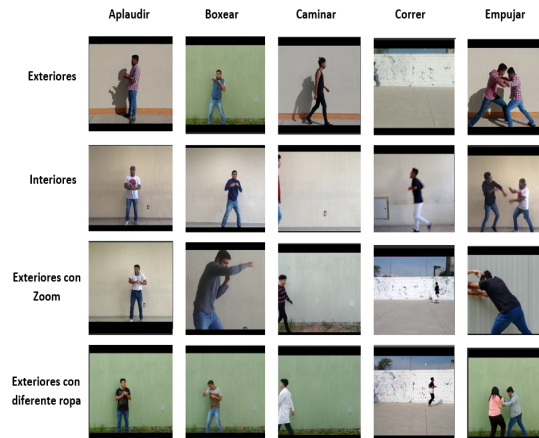 Aplaudir Boxear Caminar Correr Empujar
Exteriores
Interiores
Exteriores con
Zoom
Exteriores con
diferente ropa